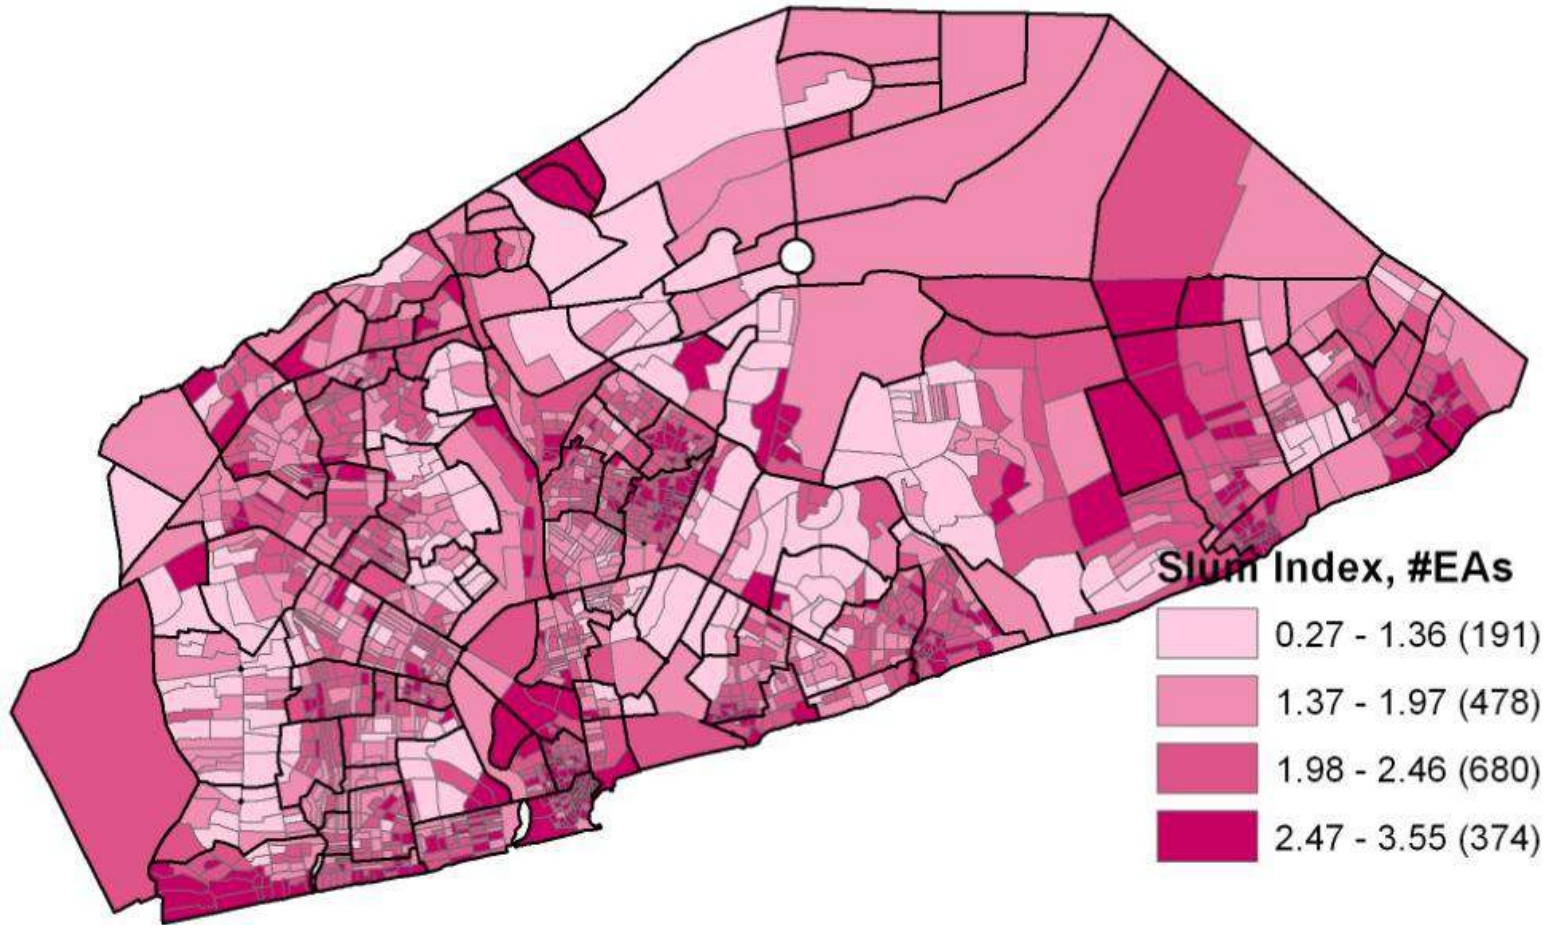 Slum Index, #EAs
0.27 - 1.36 (191)
1.37 - 1.97 (478)
1.98 - 2.46 (680)
2.47 - 3.55 (374)